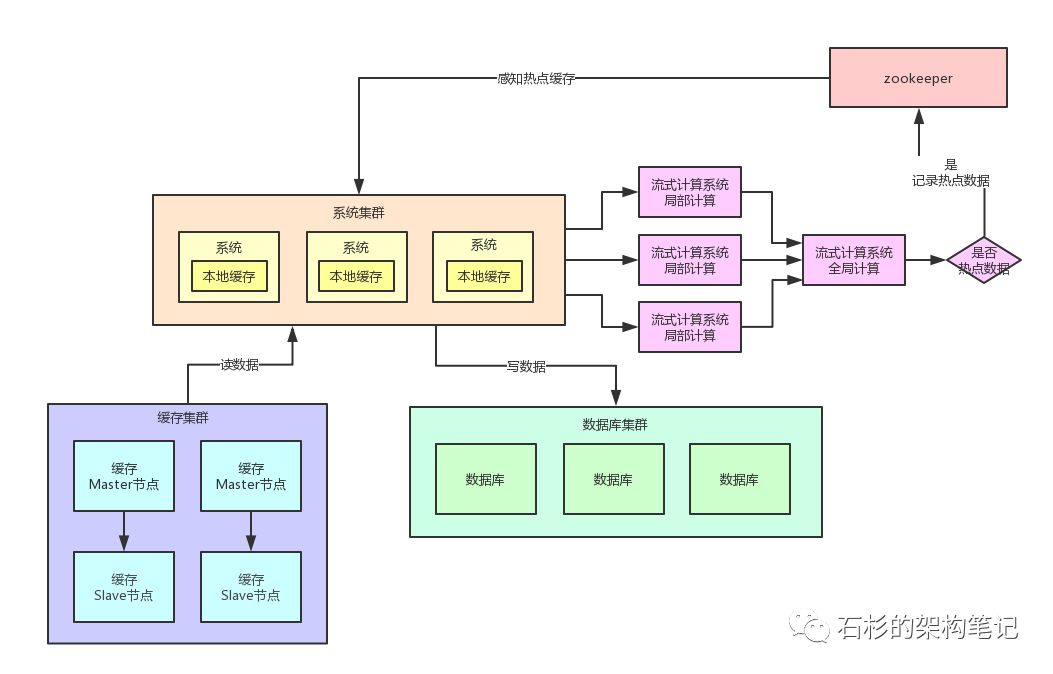 zookeeper
感知热点缓存
是
记录热点数据
流式计算系统
局部计算
系统集群
系统
本地缓存
系统
本地缓存
系统
本地缓存
流式计算系统
局部计算
流式计算系统
全局计算
是否
热点数据
流式计算系统
局部计算
读数据
写数据
缓存集群
缓存
Master节点
缓存
Master节点
缓存
Slave节点
缓存
Slave节点
数据库集群
数据库
数据库
数据库
石杉的架构笔记